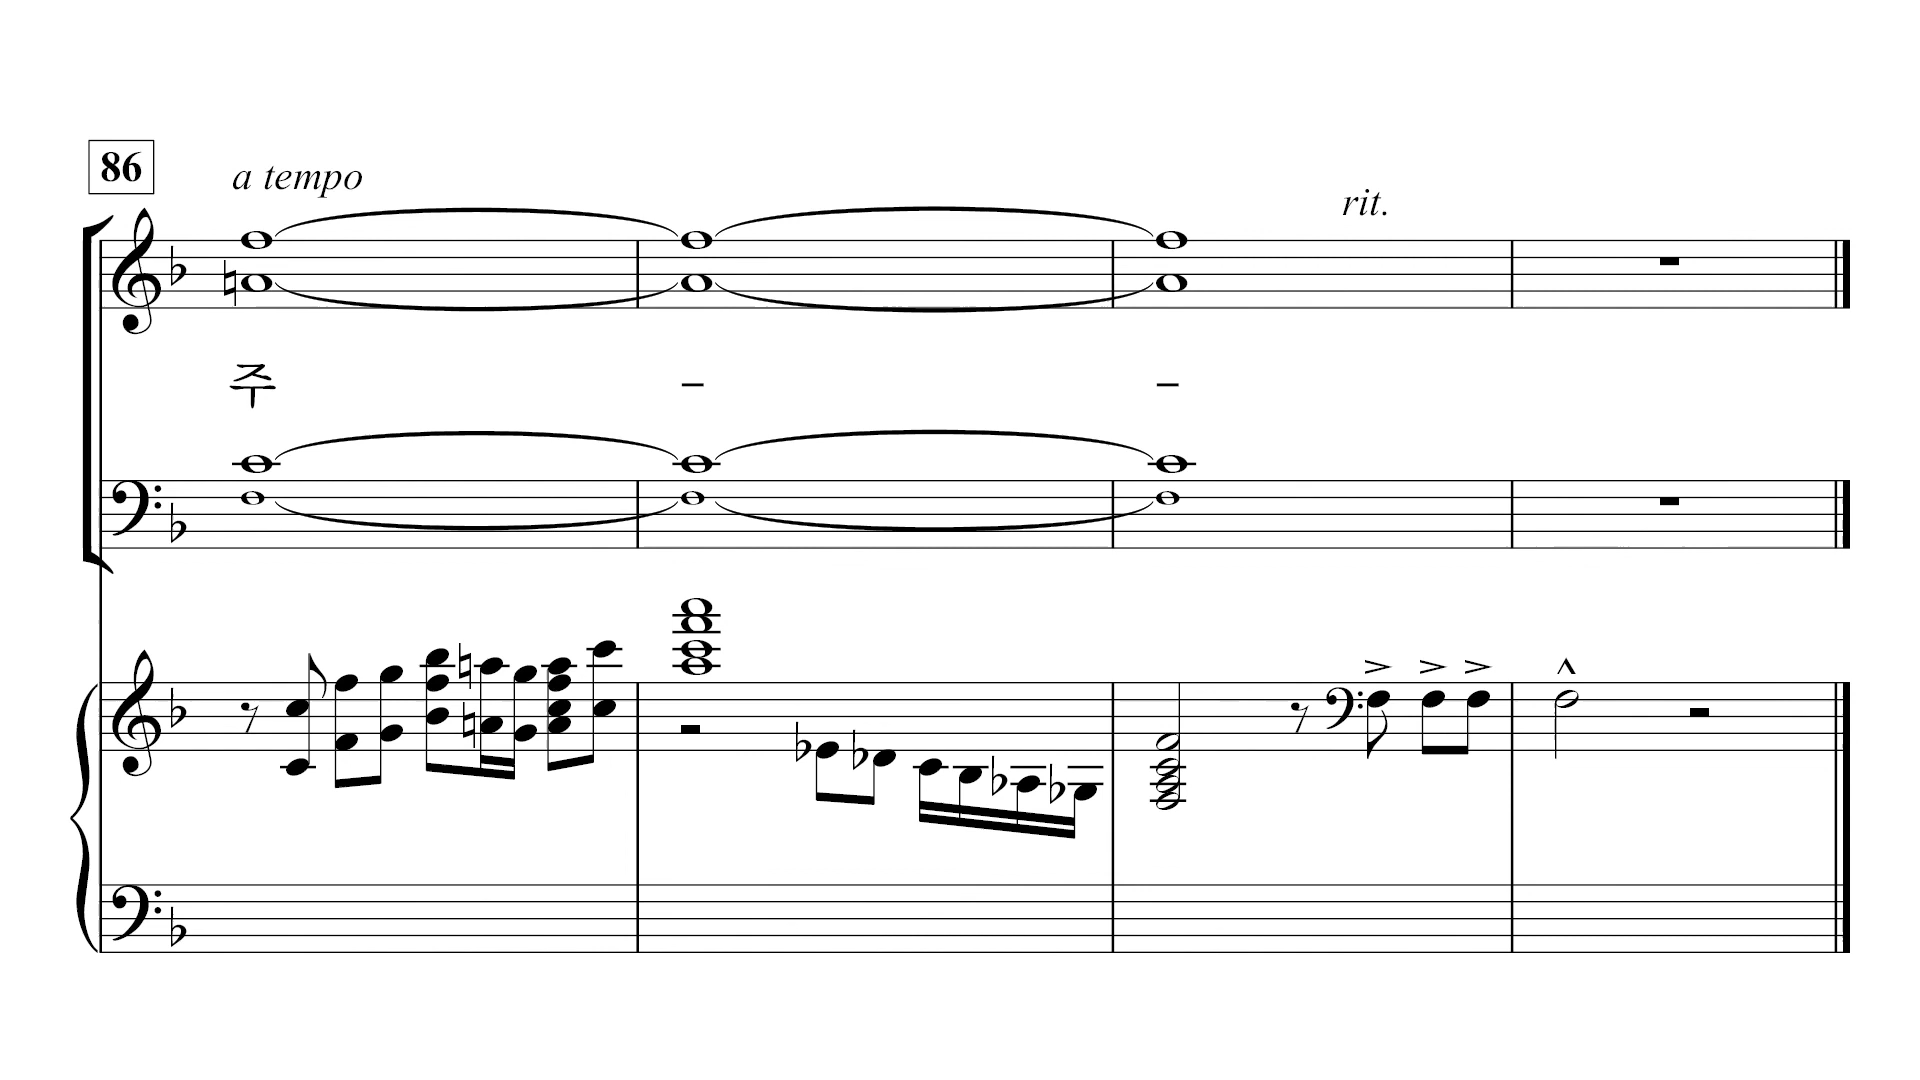 86
a tempo
rit.
주 – –